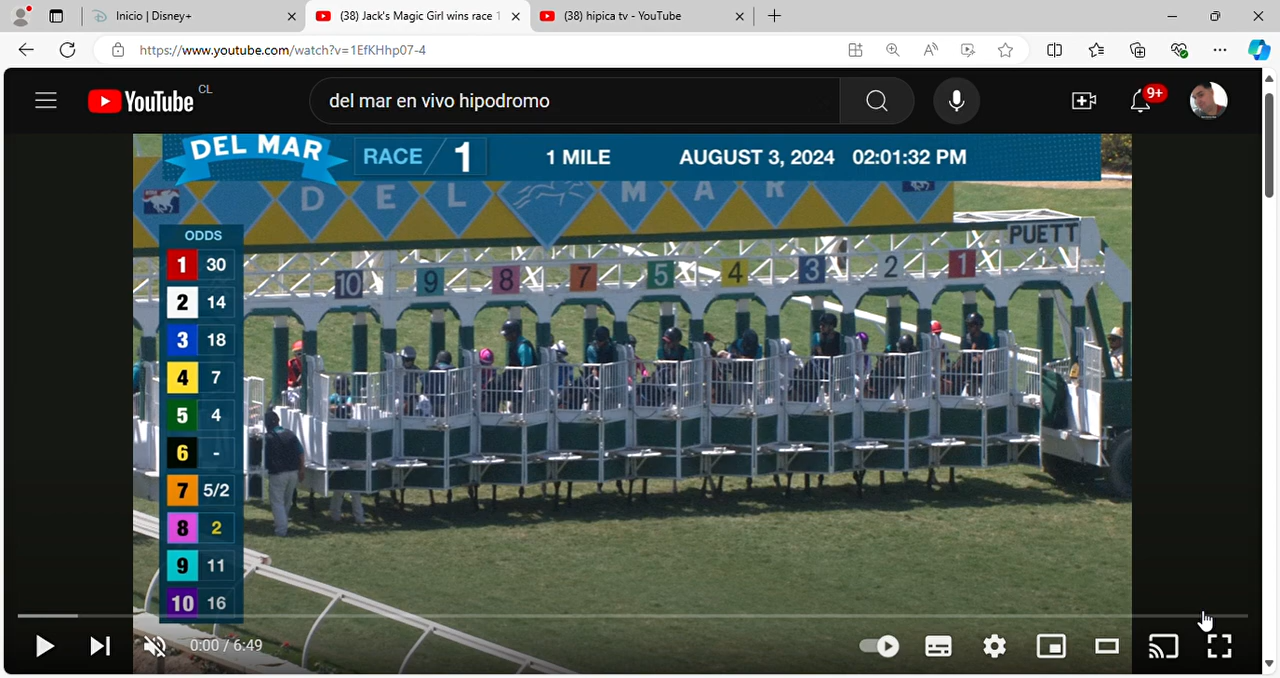 Inicio | Disney+
(38) Jack's Magic Girl wins race 1
(38) hipica tv - YouTube
https://www.youtube.com/watch?v=1EfKHhp07-4
YouTube CL
del mar en vivo hipodromo
9+
DEL MAR
RACE 1
1 MILE
AUGUST 3, 2024 02:01:32 PM
D E L M A R
PUETT
10 9 8 7 5 4 3 2 1
ODDS
1 30
2 14
3 18
4 7
5 4
6 -
7 5/2
8 2
9 11
10 16
0:00 / 6:49